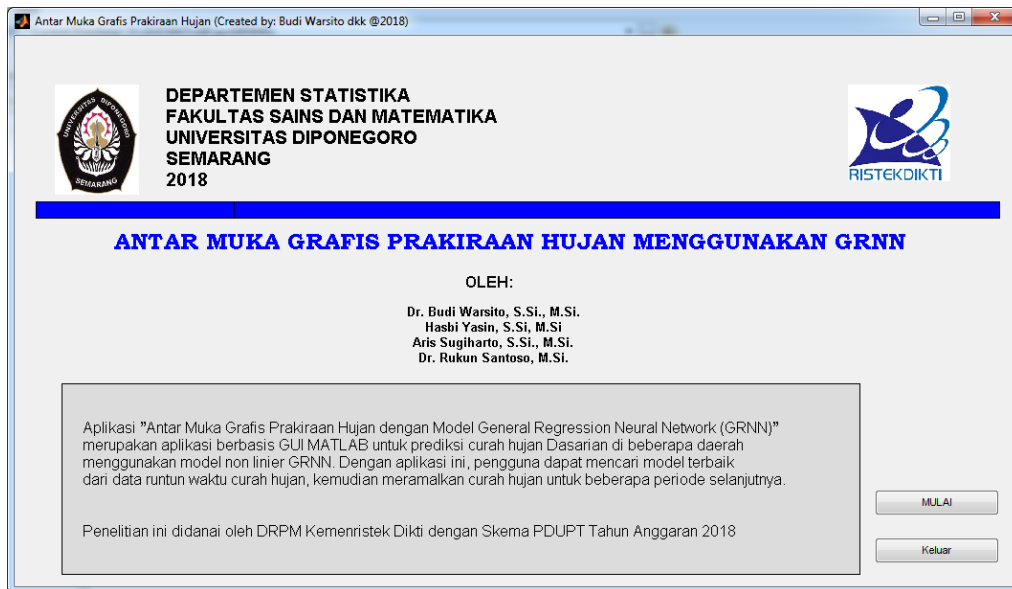 Antar Muka Grafis Prakiraan Hujan (Created by: Budi Warsito dkk @2018)
UNIVERSITAS DIPONEGORO
SEMARANG
DEPARTEMEN STATISTIKA
FAKULTAS SAINS DAN MATEMATIKA
UNIVERSITAS DIPONEGORO
SEMARANG
2018
RISTEKDIKTI
ANTAR MUKA GRAFIS PRAKIRAAN HUJAN MENGGUNAKAN GRNN
OLEH:
Dr. Budi Warsito, S.Si., M.Si.
Hasbi Yasin, S.Si, M.Si
Aris Sugiharto, S.Si., M.Si.
Dr. Rukun Santoso, M.Si.
Aplikasi "Antar Muka Grafis Prakiraan Hujan dengan Model General Regression Neural Network (GRNN)"
merupakan aplikasi berbasis GUI MATLAB untuk prediksi curah hujan Dasarian di beberapa daerah
menggunakan model non linier GRNN. Dengan aplikasi ini, pengguna dapat mencari model terbaik
dari data runtun waktu curah hujan, kemudian meramalkan curah hujan untuk beberapa periode selanjutnya.
Penelitian ini didanai oleh DRPM Kemenristek Dikti dengan Skema PDUPT Tahun Anggaran 2018
MULAI
Keluar